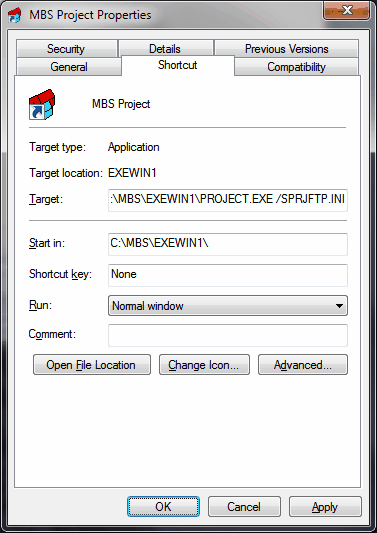 MBS Project Properties
Security Details Previous Versions
General Shortcut Compatibility
MBS Project
Target type: Application
Target location: EXEWIN1
Target: :\MBS\EXEWIN1\PROJECT.EXE /SPRJFTP.INI
Start in: C:\MBS\EXEWIN1\
Shortcut key: None
Run: Normal window
Comment:
Open File Location Change Icon... Advanced...
OK Cancel Apply